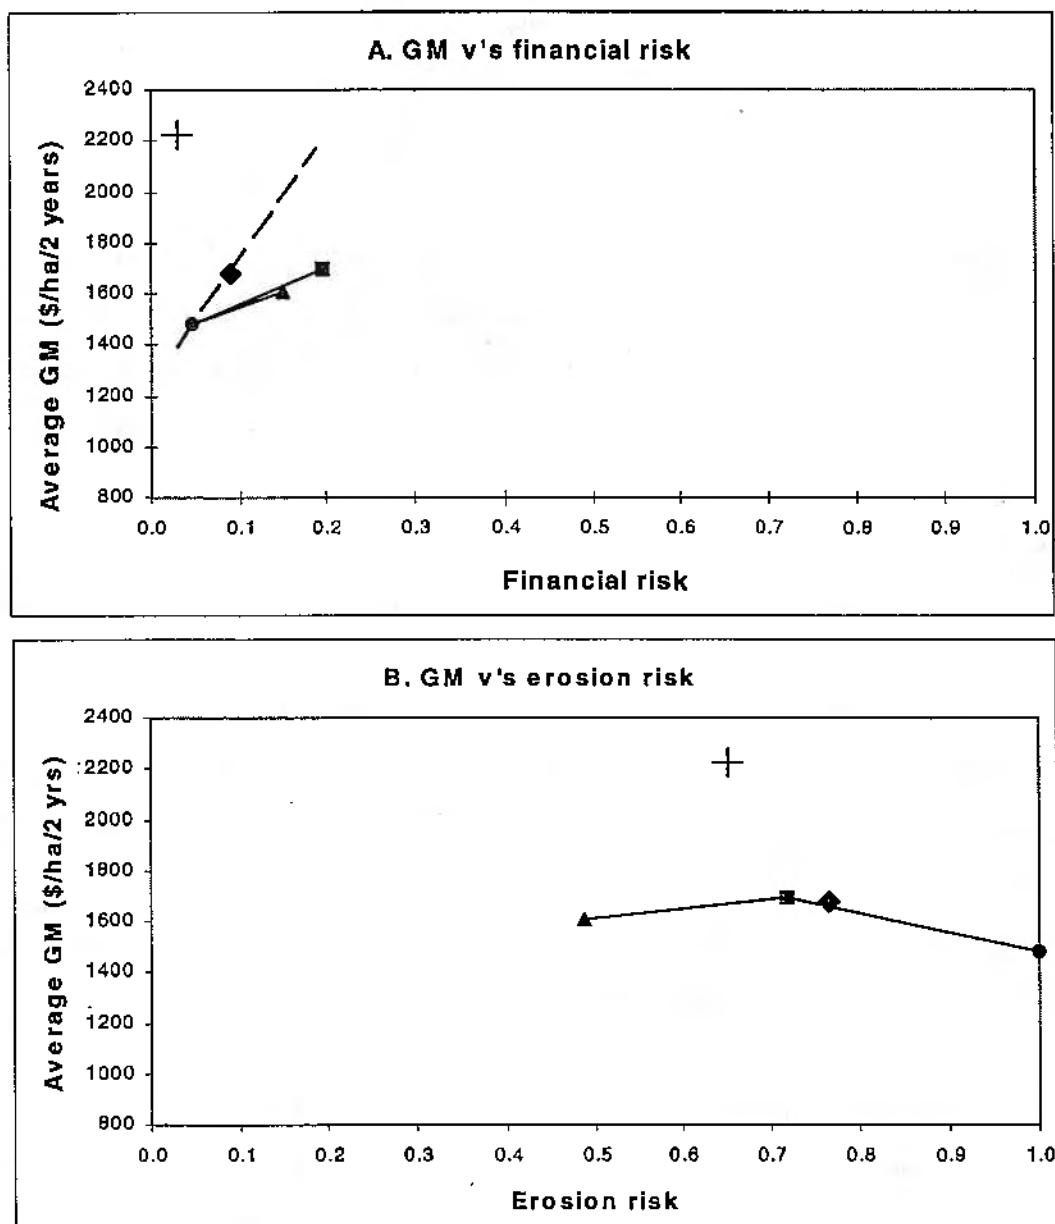 A. GM v's financial risk
2400
2200
2000
1800
1600
1400
1200
1000
800
Average GM ($/ha/2 years)
0.0 0.1 0.2 0.3 0.4 0.5 0.6 0.7 0.8 0.9 1.0
Financial risk
B. GM v's erosion risk
2400
2200
2000
1800
1600
1400
1200
1000
800
Average GM ($/ha/2 yrs)
0.0 0.1 0.2 0.3 0.4 0.5 0.6 0.7 0.8 0.9 1.0
Erosion risk